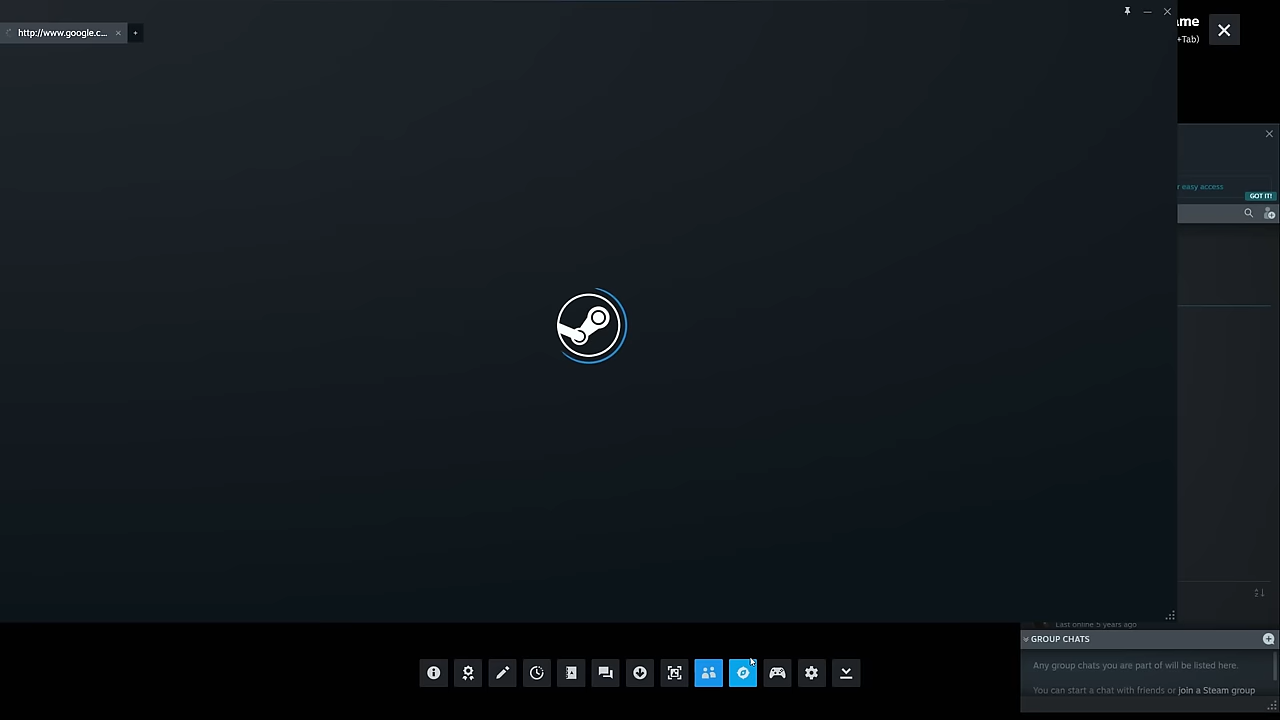 http://www.google.c...
ame
+Tab)
r easy access
GOT IT!
Last online 5 years ago
GROUP CHATS
Any group chats you are part of will be listed here.
You can start a chat with friends or join a Steam group